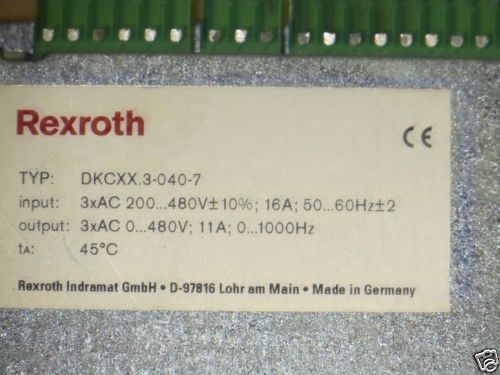 Rexroth
CE
TYP: DKCXX.3-040-7
input: 3xAC 200...480V±10%; 16A; 50...60Hz±2
output: 3xAC 0...480V; 11A; 0...1000Hz
tA: 45°C
Rexroth Indramat GmbH • D-97816 Lohr am Main • Made in Germany